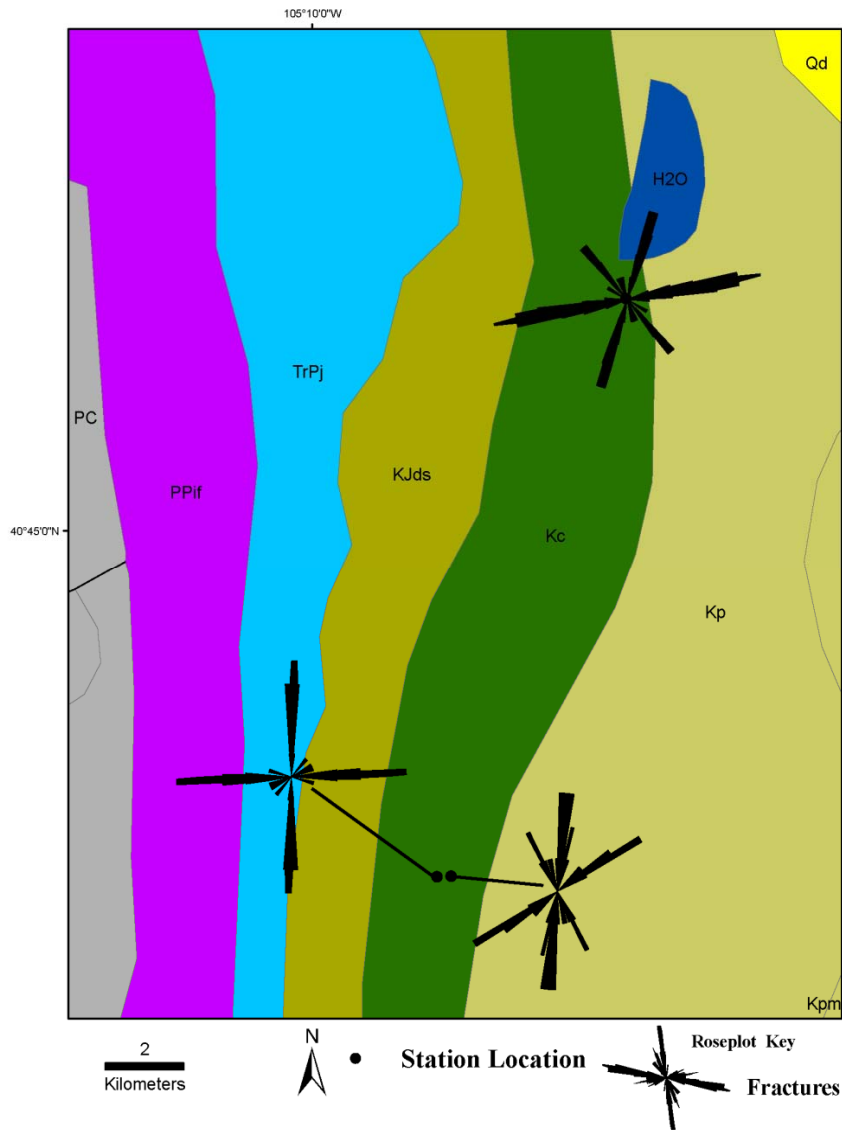 105°10'0"W
Qd
H2O
TrPj
PC
KJds
PPif
40°45'0"N
Kc
Kp
Kpm
2
Kilometers
N
Station Location
Roseplot Key
Fractures